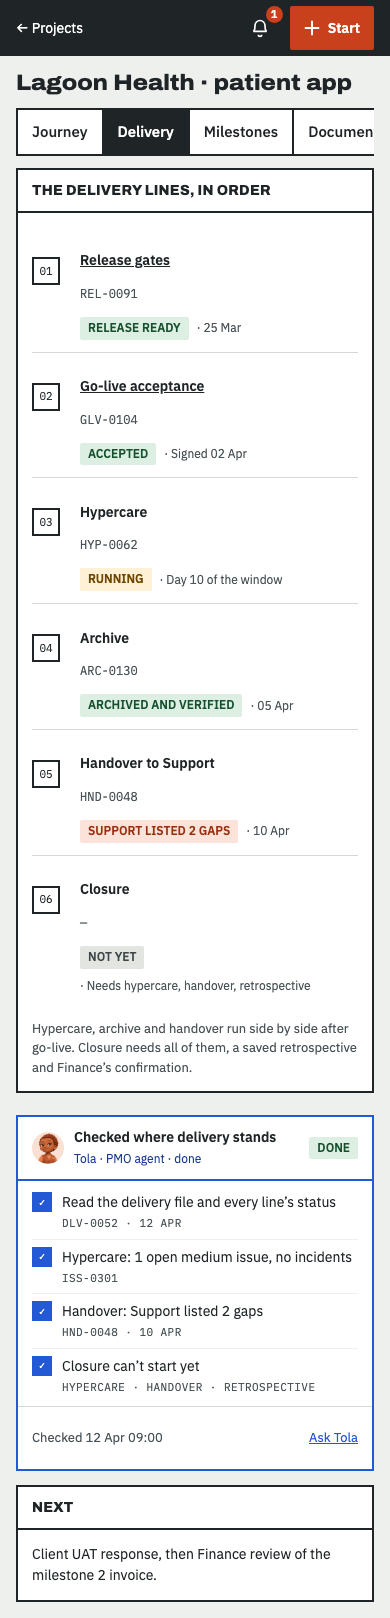 ← Projects
1
Start
Lagoon Health · patient app
Journey
Delivery
Milestones
Documen
THE DELIVERY LINES, IN ORDER
01
Release gates
REL-0091
RELEASE READY · 25 Mar
02
Go-live acceptance
GLV-0104
ACCEPTED · Signed 02 Apr
03
Hypercare
HYP-0062
RUNNING · Day 10 of the window
04
Archive
ARC-0130
ARCHIVED AND VERIFIED · 05 Apr
05
Handover to Support
HND-0048
SUPPORT LISTED 2 GAPS · 10 Apr
06
Closure
—
NOT YET
· Needs hypercare, handover, retrospective
Hypercare, archive and handover run side by side after
go-live. Closure needs all of them, a saved retrospective
and Finance’s confirmation.
Checked where delivery stands
Tola · PMO agent · done
DONE
Read the delivery file and every line’s status
DLV-0052 · 12 APR
Hypercare: 1 open medium issue, no incidents
ISS-0301
Handover: Support listed 2 gaps
HND-0048 · 10 APR
Closure can’t start yet
HYPERCARE · HANDOVER · RETROSPECTIVE
Checked 12 Apr 09:00
Ask Tola
NEXT
Client UAT response, then Finance review of the
milestone 2 invoice.